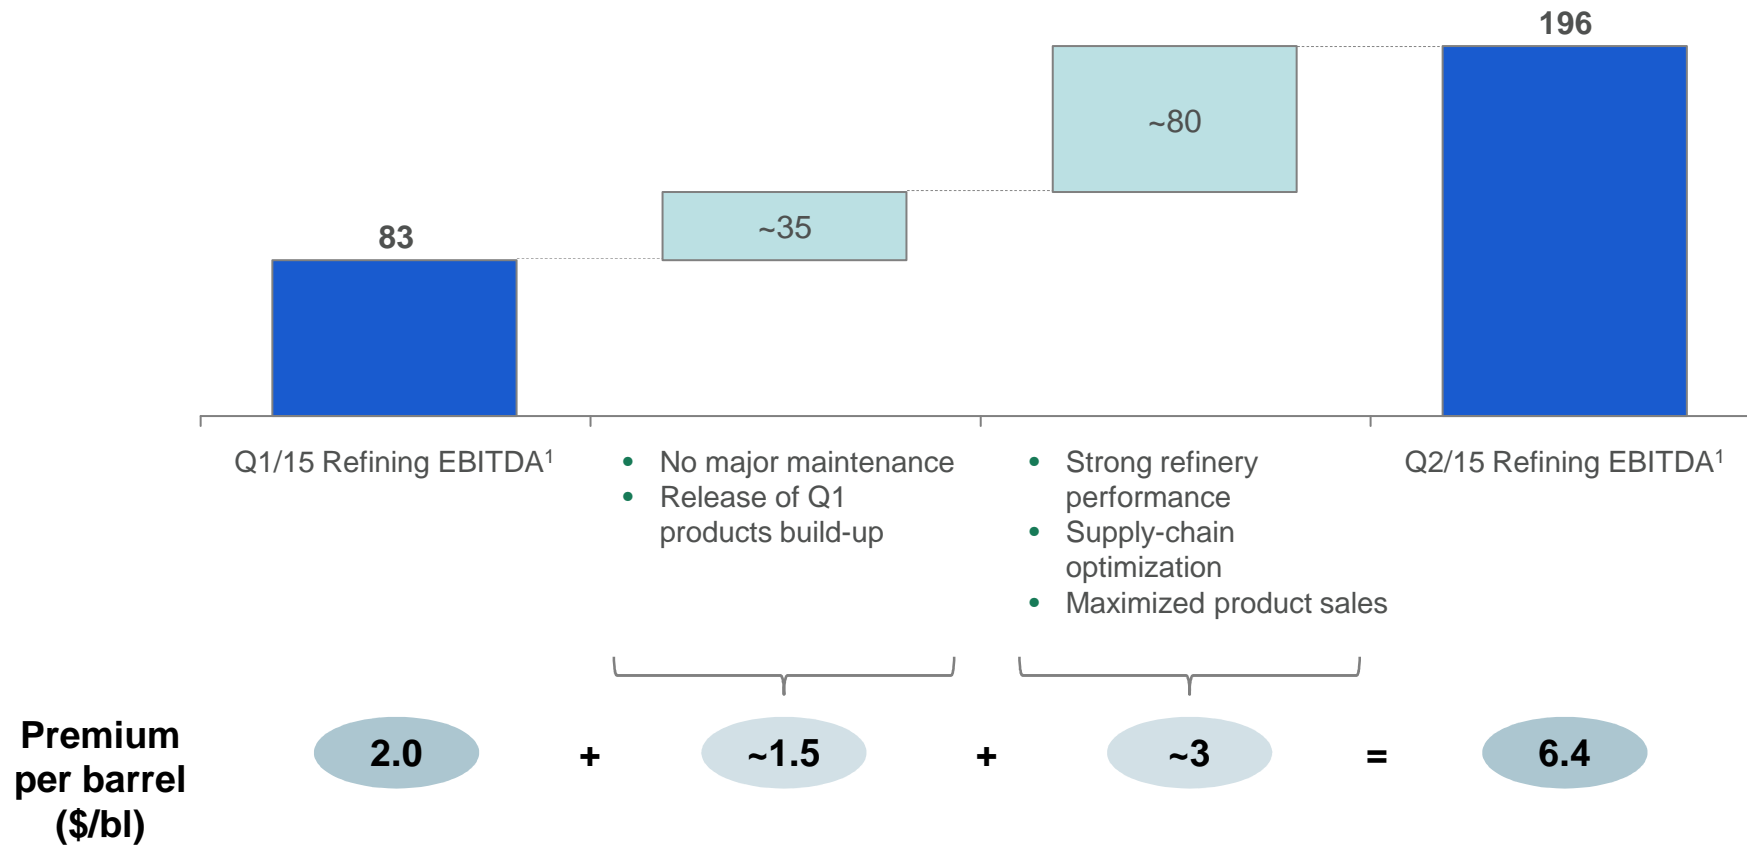 196
~80
~35
83
Q1/15 Refining EBITDA¹
• No major maintenance
• Release of Q1
products build-up
• Strong refinery
performance
• Supply-chain
optimization
• Maximized product sales
Q2/15 Refining EBITDA¹
Premium
per barrel
($/bl)
2.0 + ~1.5 + ~3 = 6.4